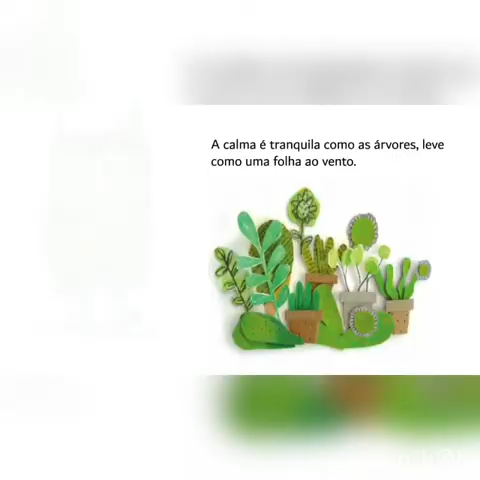 A calma é tranquila como as árvores, leve
como uma folha ao vento.